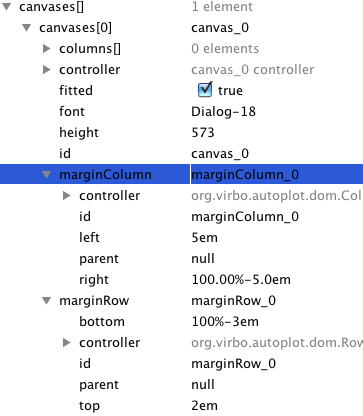 canvases[] 1 element
canvases[0] canvas_0
columns[] 0 elements
controller canvas_0 controller
fitted true
font Dialog-18
height 573
id canvas_0
marginColumn marginColumn_0
controller org.virbo.autoplot.dom.Col
id marginColumn_0
left 5em
parent null
right 100.00%-5.0em
marginRow marginRow_0
bottom 100%-3em
controller org.virbo.autoplot.dom.Row
id marginRow_0
parent null
top 2em